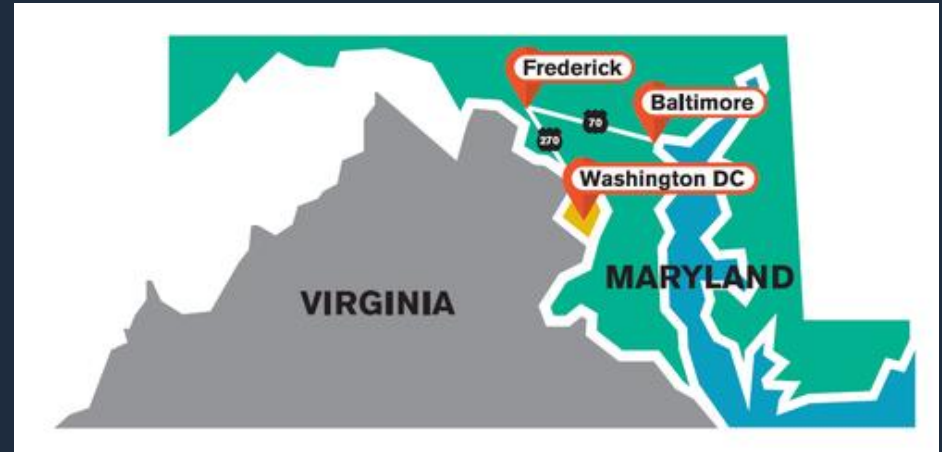 Frederick
Baltimore
70
270
Washington DC
MARYLAND
VIRGINIA